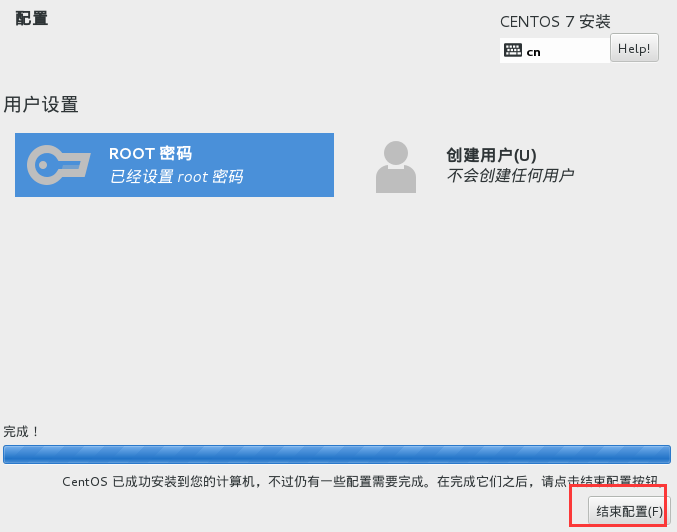 配置
CENTOS 7 安装
cn
Help!
用户设置
ROOT 密码
已经设置 root 密码
创建用户(U)
不会创建任何用户
完成！
CentOS 已成功安装到您的计算机，不过仍有一些配置需要完成。在完成它们之后，请点击结束配置按钮
结束配置(F)